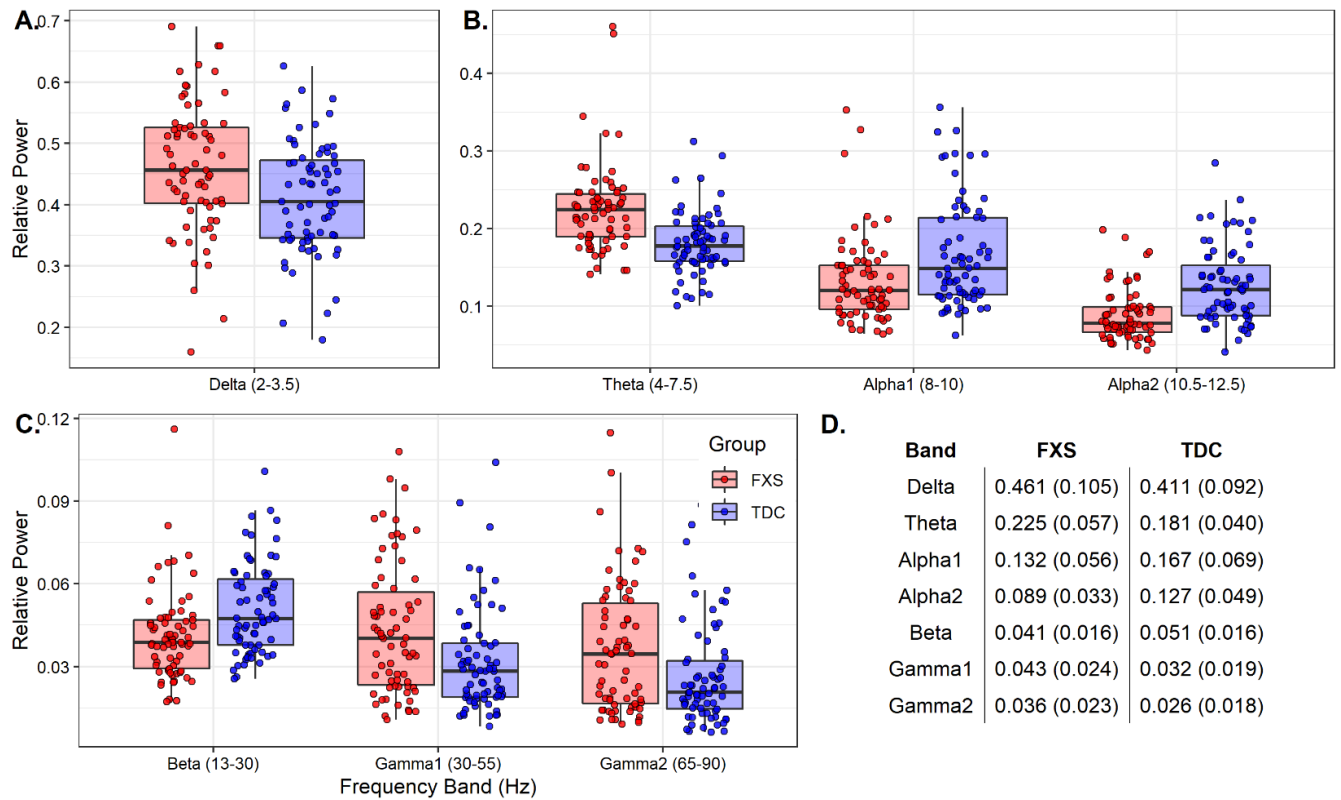 A.
0.7
0.6
0.5
0.4
0.3
0.2
Relative Power
Delta (2-3.5)
B.
0.4
0.3
0.2
0.1
Theta (4-7.5) Alpha1 (8-10) Alpha2 (10.5-12.5)
C.
0.12
0.09
0.06
0.03
Relative Power
Group
FXS
TDC
Beta (13-30) Gamma1 (30-55) Gamma2 (65-90)
Frequency Band (Hz)
D.
Band FXS TDC
Delta 0.461 (0.105) 0.411 (0.092)
Theta 0.225 (0.057) 0.181 (0.040)
Alpha1 0.132 (0.056) 0.167 (0.069)
Alpha2 0.089 (0.033) 0.127 (0.049)
Beta 0.041 (0.016) 0.051 (0.016)
Gamma1 0.043 (0.024) 0.032 (0.019)
Gamma2 0.036 (0.023) 0.026 (0.018)